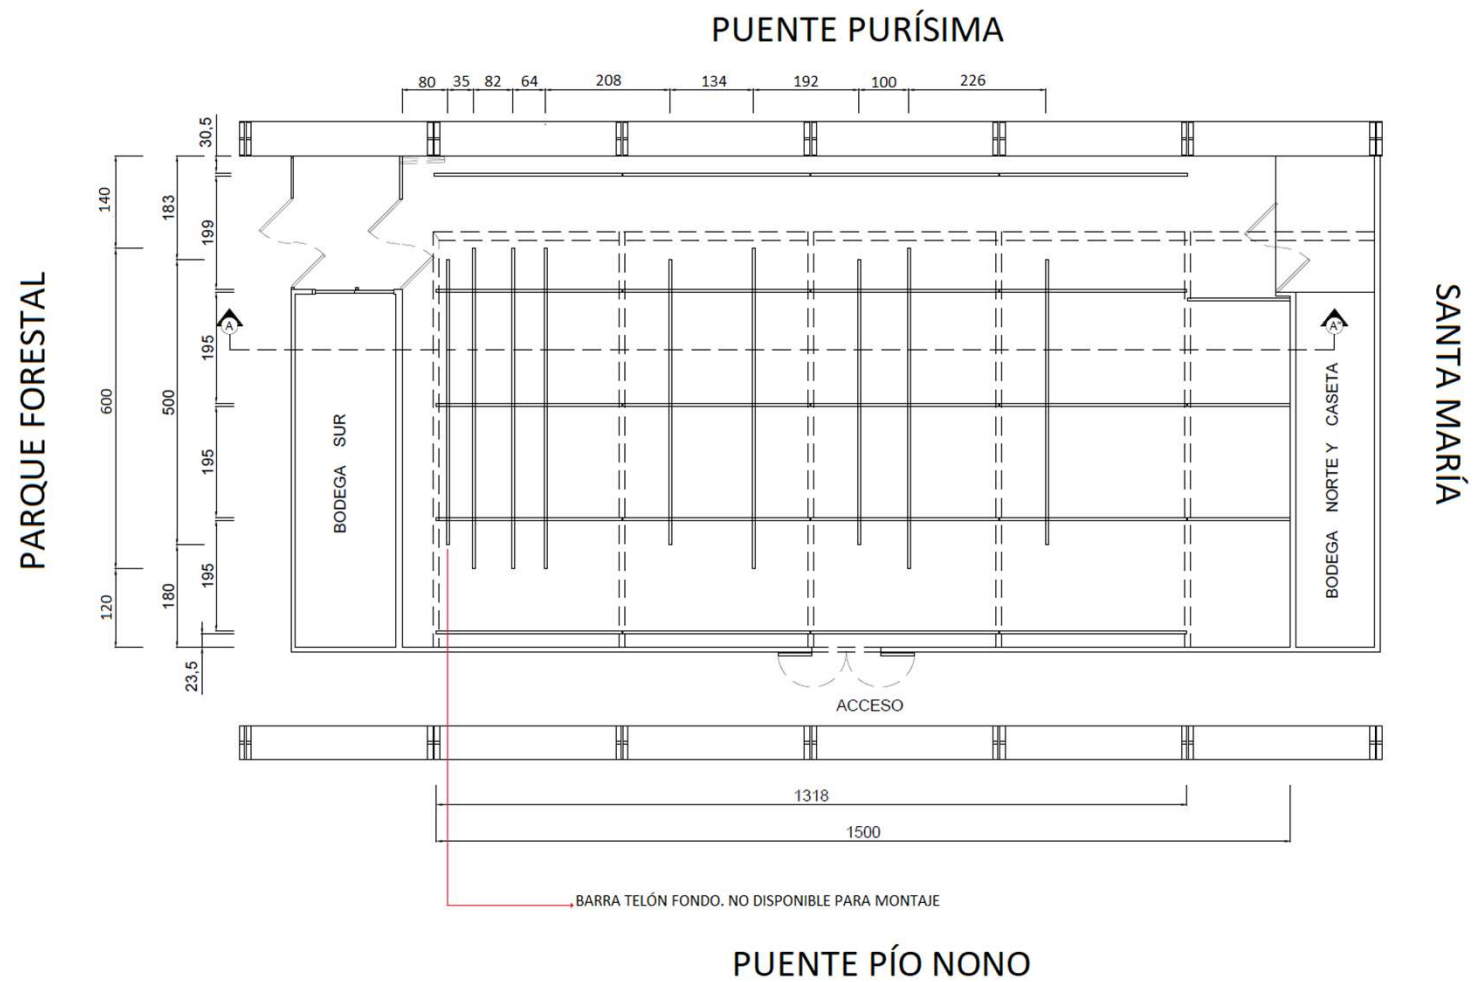 PUENTE PURÍSIMA
80 35 82 64 208 134 192 100 226
30,5
140
183
199
195
600
500
195
195
120
180
23,5
PARQUE FORESTAL
SANTA MARÍA
A
A"
BODEGA SUR
BODEGA NORTE Y CASETA
ACCESO
1318
1500
BARRA TELÓN FONDO. NO DISPONIBLE PARA MONTAJE
PUENTE PÍO NONO